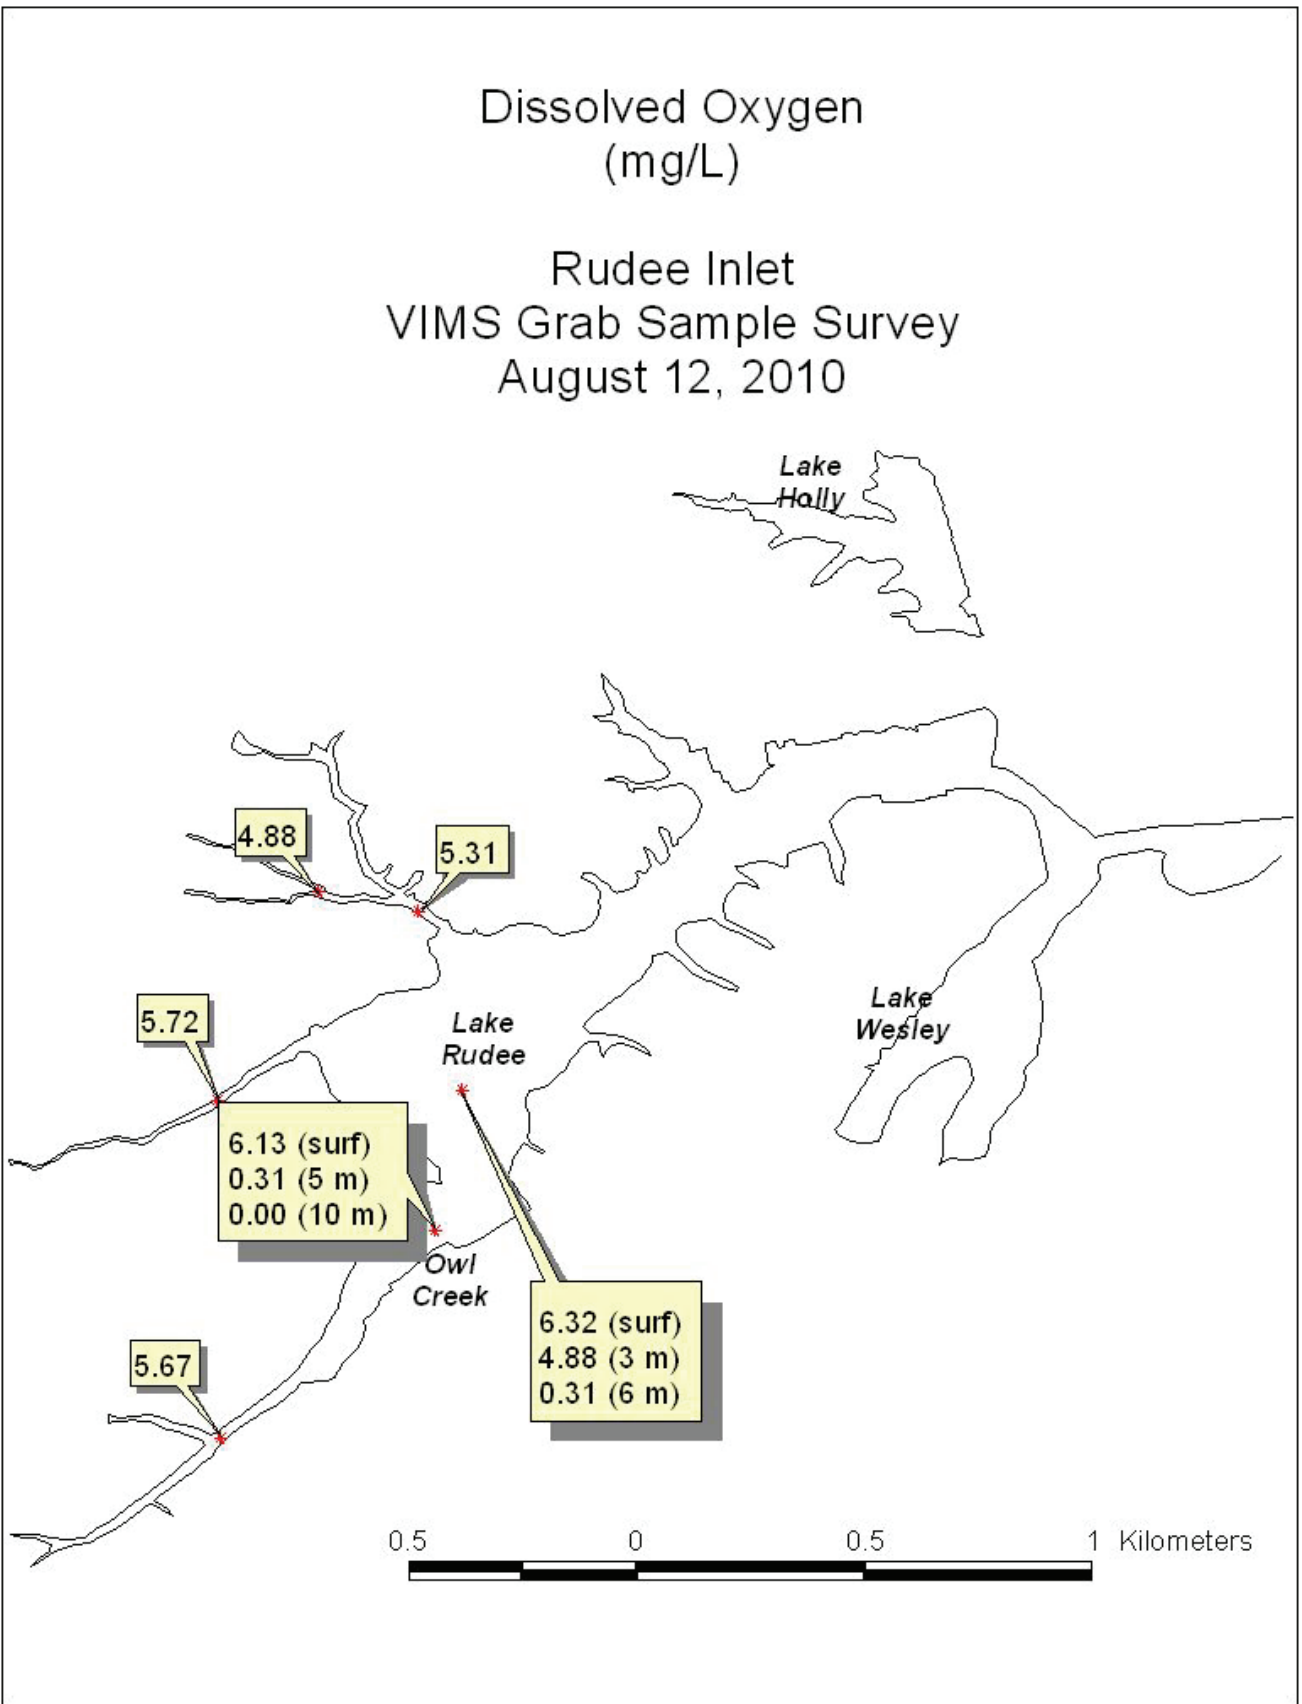 Dissolved Oxygen
(mg/L)
Rudee Inlet
VIMS Grab Sample Survey
August 12, 2010
Lake
Holly
4.88
5.31
5.72
Lake
Rudee
Lake
Wesley
6.13 (surf)
0.31 (5 m)
0.00 (10 m)
Owl
Creek
6.32 (surf)
4.88 (3 m)
0.31 (6 m)
5.67
0.5 0 0.5 1 Kilometers